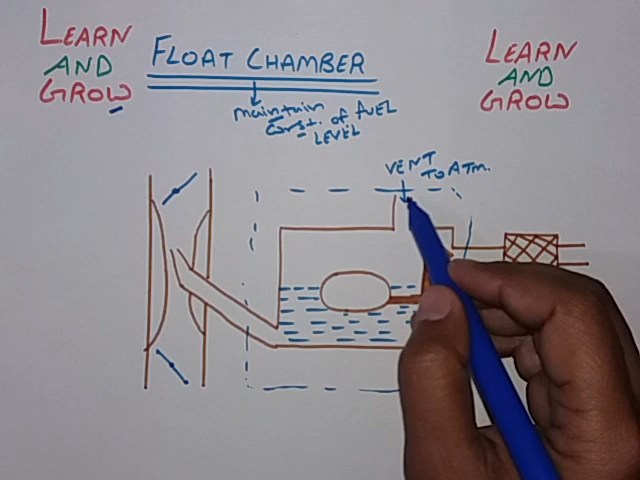 LEARN
AND
GROW
FLOAT CHAMBER
LEARN
AND
GROW
maintain
const. of FUEL
LEVEL
VENT
TO ATM.